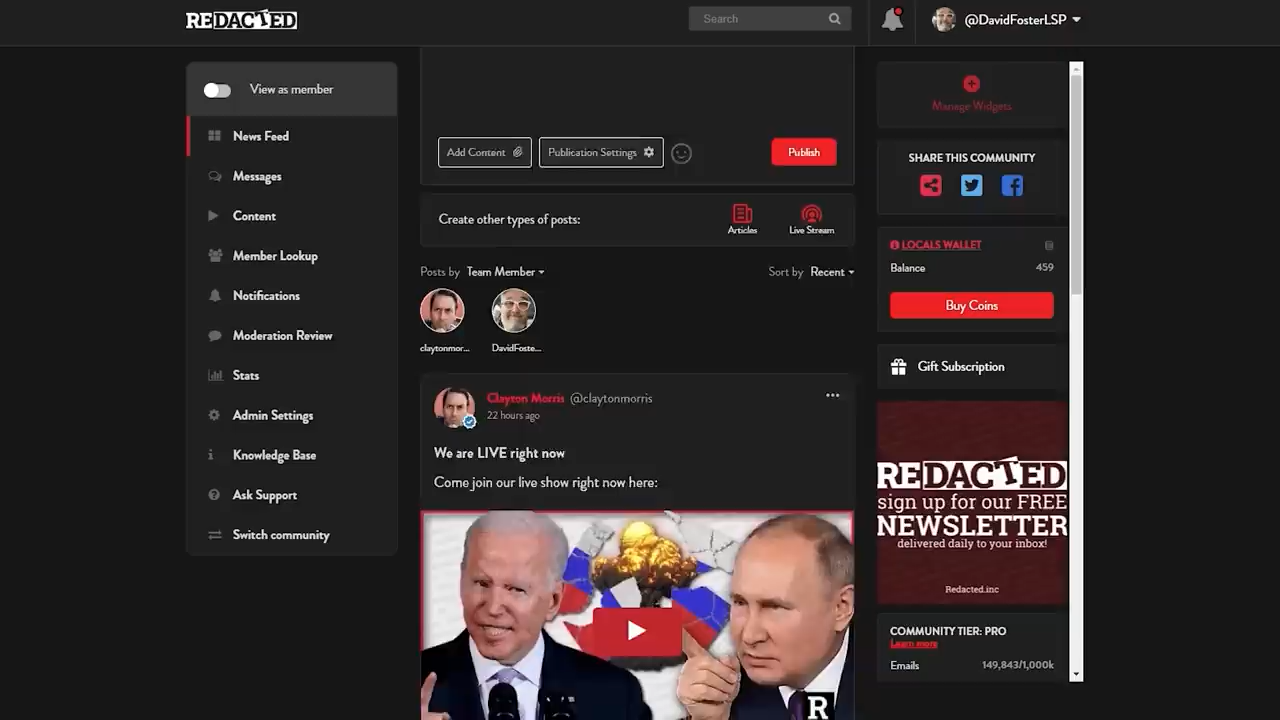 REDACTED
Search
@DavidFosterLSP
View as member
News Feed
Messages
Content
Member Lookup
Notifications
Moderation Review
Stats
Admin Settings
Knowledge Base
Ask Support
Switch community
Add Content
Publication Settings
Publish
Create other types of posts:
Articles
Live Stream
Posts by Team Member
Sort by Recent
claytonmor...
DavidFoste...
Clayton Morris @claytonmorris
22 hours ago
We are LIVE right now
Come join our live show right now here:
R
Manage Widgets
SHARE THIS COMMUNITY
LOCALS WALLET
Balance 459
Buy Coins
Gift Subscription
REDACTED
sign up for our FREE
NEWSLETTER
delivered daily to your inbox!
Redacted.inc
COMMUNITY TIER: PRO
Learn more
Emails 149,843/1,000k